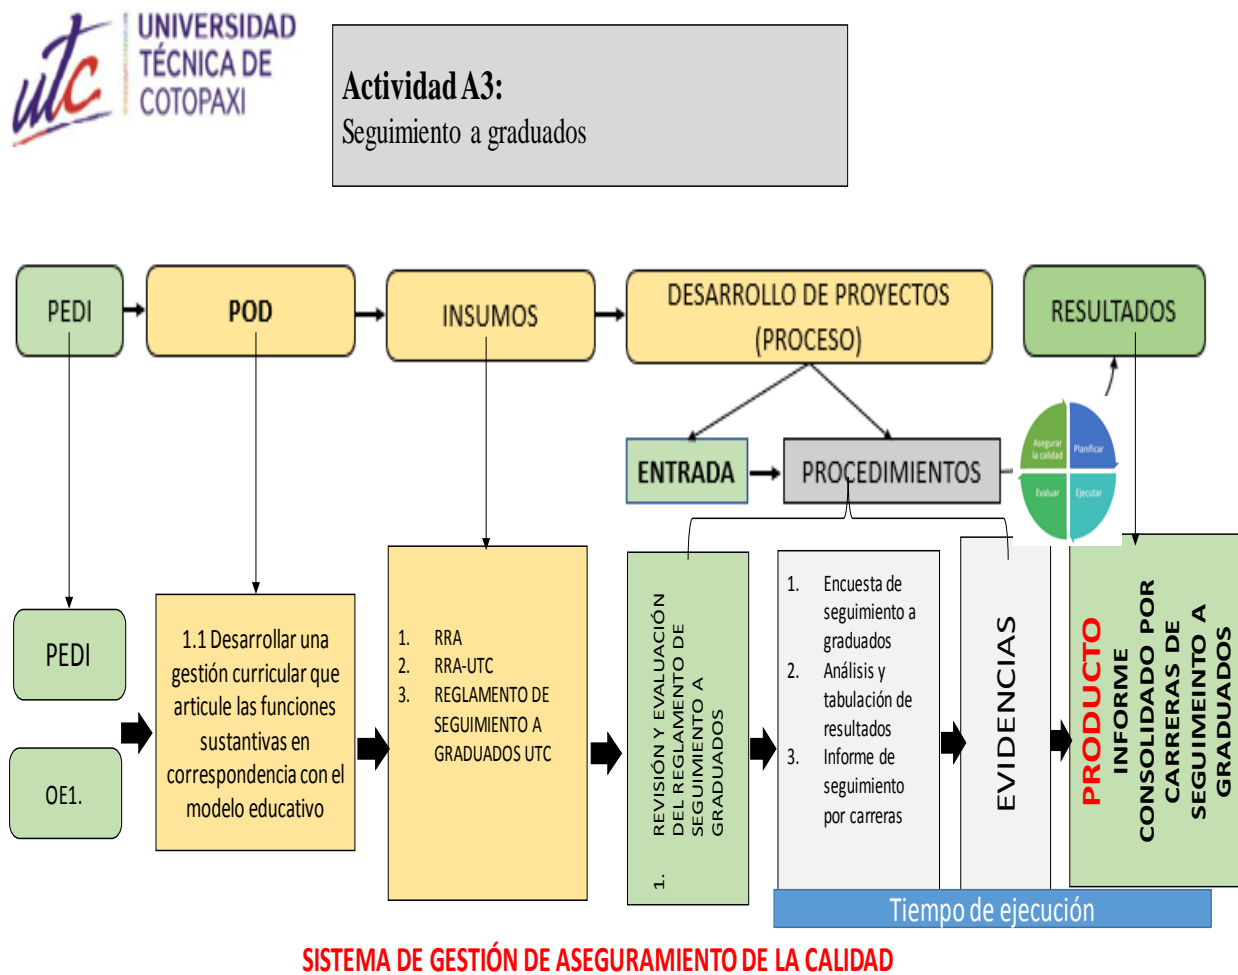 utc
UNIVERSIDAD
TÉCNICA DE
COTOPAXI
Actividad A3:
Seguimiento a graduados
PEDI
POD
INSUMOS
DESARROLLO DE PROYECTOS
(PROCESO)
RESULTADOS
ENTRADA
PROCEDIMIENTOS
Asegurar
la calidad
Planificar
Evaluar
Ejecutar
PEDI
OE1.
1.1 Desarrollar una
gestión curricular que
articule las funciones
sustantivas en
correspondencia con el
modelo educativo
1. RRA
2. RRA-UTC
3. REGLAMENTO DE
SEGUIMIENTO A
GRADUADOS UTC
1. REVISIÓN Y EVALUACIÓN
DEL REGLAMENTO DE
SEGUMIENTO A
GRADUADOS
1. Encuesta de
seguimiento a
graduados
2. Análisis y
tabulación de
resultados
3. Informe de
seguimiento
por carreras
EVIDENCIAS
PRODUCTO
INFORME
CONSOLIDADO POR
CARRERAS DE
SEGUIMEINTO A
GRADUADOS
Tiempo de ejecución
SISTEMA DE GESTIÓN DE ASEGURAMIENTO DE LA CALIDAD